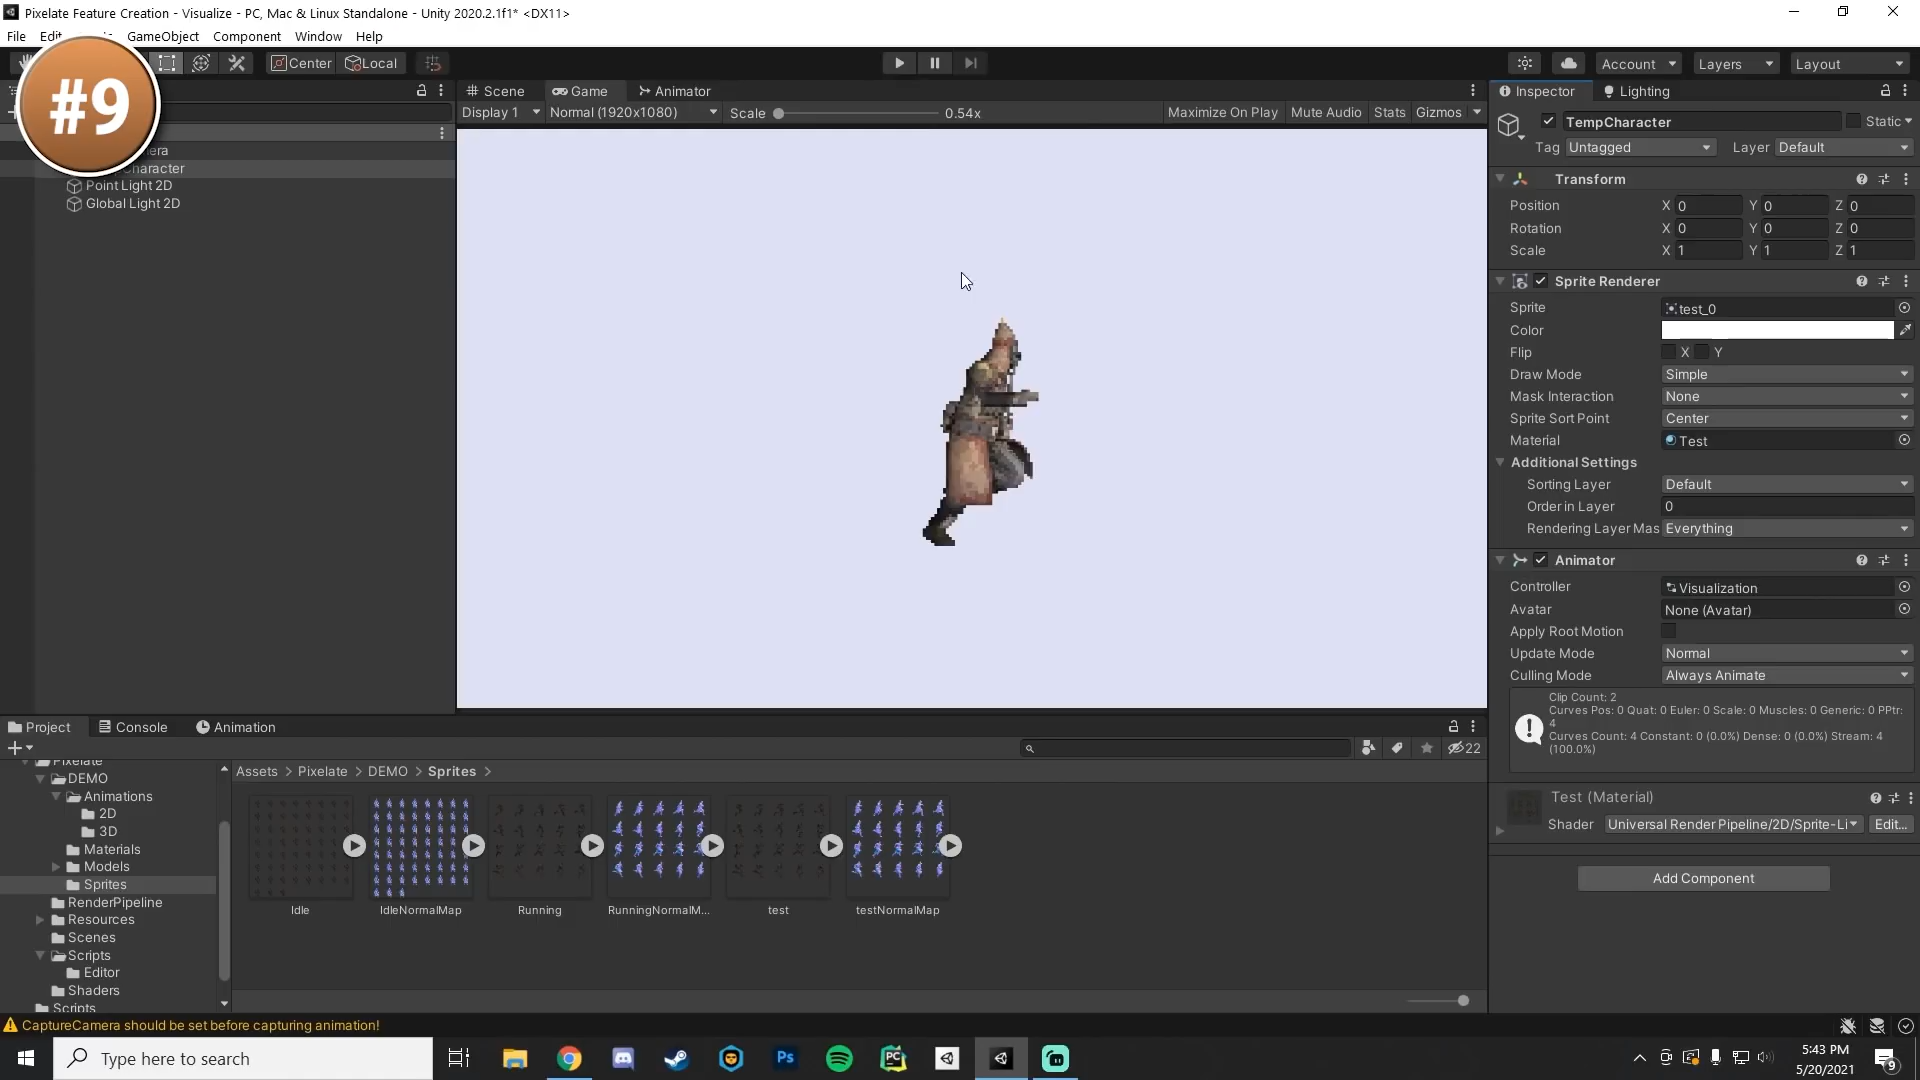 Pixelate Feature Creation - Visualize - PC, Mac & Linux Standalone - Unity 2020.2.1f1* <DX11>
File Edit GameObject Component Window Help
#9
Center Local
Account Layers Layout
Scene Game Animator
Display 1 Normal (1920x1080) Scale 0.54x Maximize On Play Mute Audio Stats Gizmos
Point Light 2D
Global Light 2D
Inspector Lighting
TempCharacter Static
Tag Untagged Layer Default
Transform
Position X 0 Y 0 Z 0
Rotation X 0 Y 0 Z 0
Scale X 1 Y 1 Z 1
Sprite Renderer
Sprite test_0
Color
Flip X Y
Draw Mode Simple
Mask Interaction None
Sprite Sort Point Center
Material Test
Additional Settings
Sorting Layer Default
Order in Layer 0
Rendering Layer Mas Everything
Animator
Controller Visualization
Avatar None (Avatar)
Apply Root Motion
Update Mode Normal
Culling Mode Always Animate
Clip Count: 2
Curves Pos: 0 Quat: 0 Euler: 0 Scale: 0 Muscles: 0 Generic: 0 PPtr:
4
Curves Count: 4 Constant: 0 (0.0%) Dense: 0 (0.0%) Stream: 4
(100.0%)
Test (Material)
Shader Universal Render Pipeline/2D/Sprite-Li Edit...
Add Component
Project Console Animation
22
Assets > Pixelate > DEMO > Sprites >
Pixelate
DEMO
Animations
2D
3D
Materials
Models
Sprites
RenderPipeline
Resources
Scenes
Scripts
Editor
Shaders
Scripts
Idle IdleNormalMap Running RunningNormalM... test testNormalMap
CaptureCamera should be set before capturing animation!
Type here to search
Ps
PC
5:43 PM
5/20/2021
9